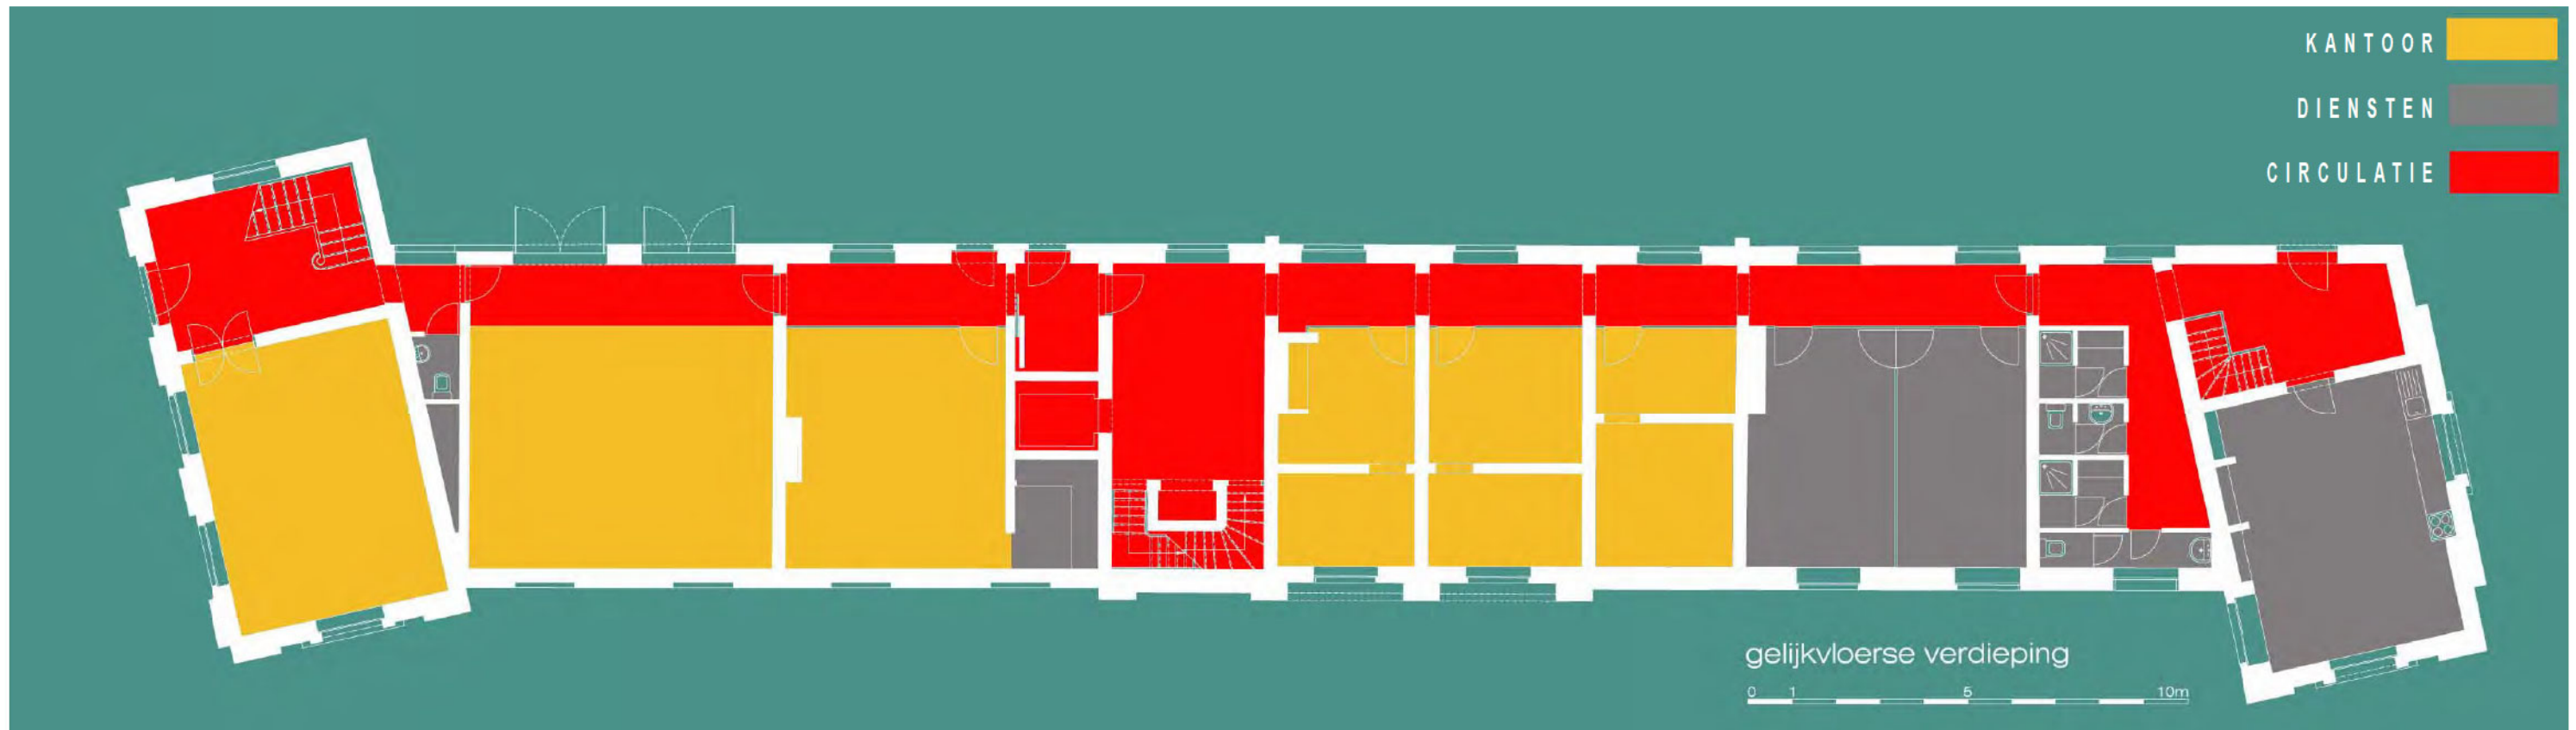 KANTOOR
DIENSTEN
CIRCULATIE
gelijkvloerse verdieping
0 1 5 10m